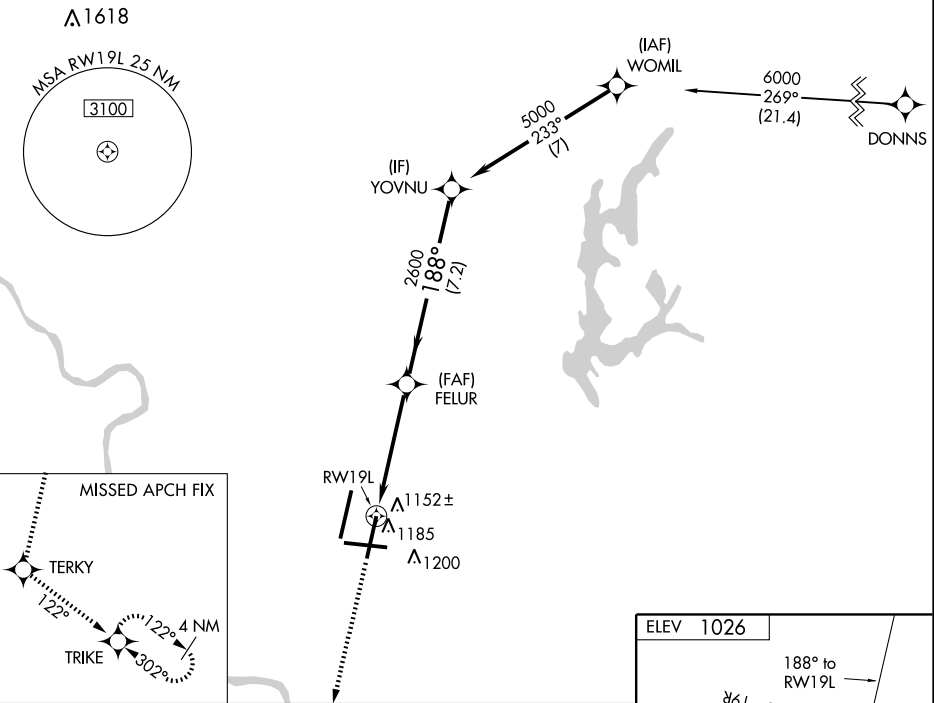 1618
MSA RW19L 25 NM
3100
(IAF)
WOMIL
6000
269°
(21.4)
DONNS
5000
233°
(7)
(IF)
YOVNU
2600
188°
(7.2)
(FAF)
FELUR
RW19L
1152±
1185
1200
MISSED APCH FIX
TERKY
122°
TRIKE
122°
4 NM
302°
ELEV 1026
188° to
RW19L
19R